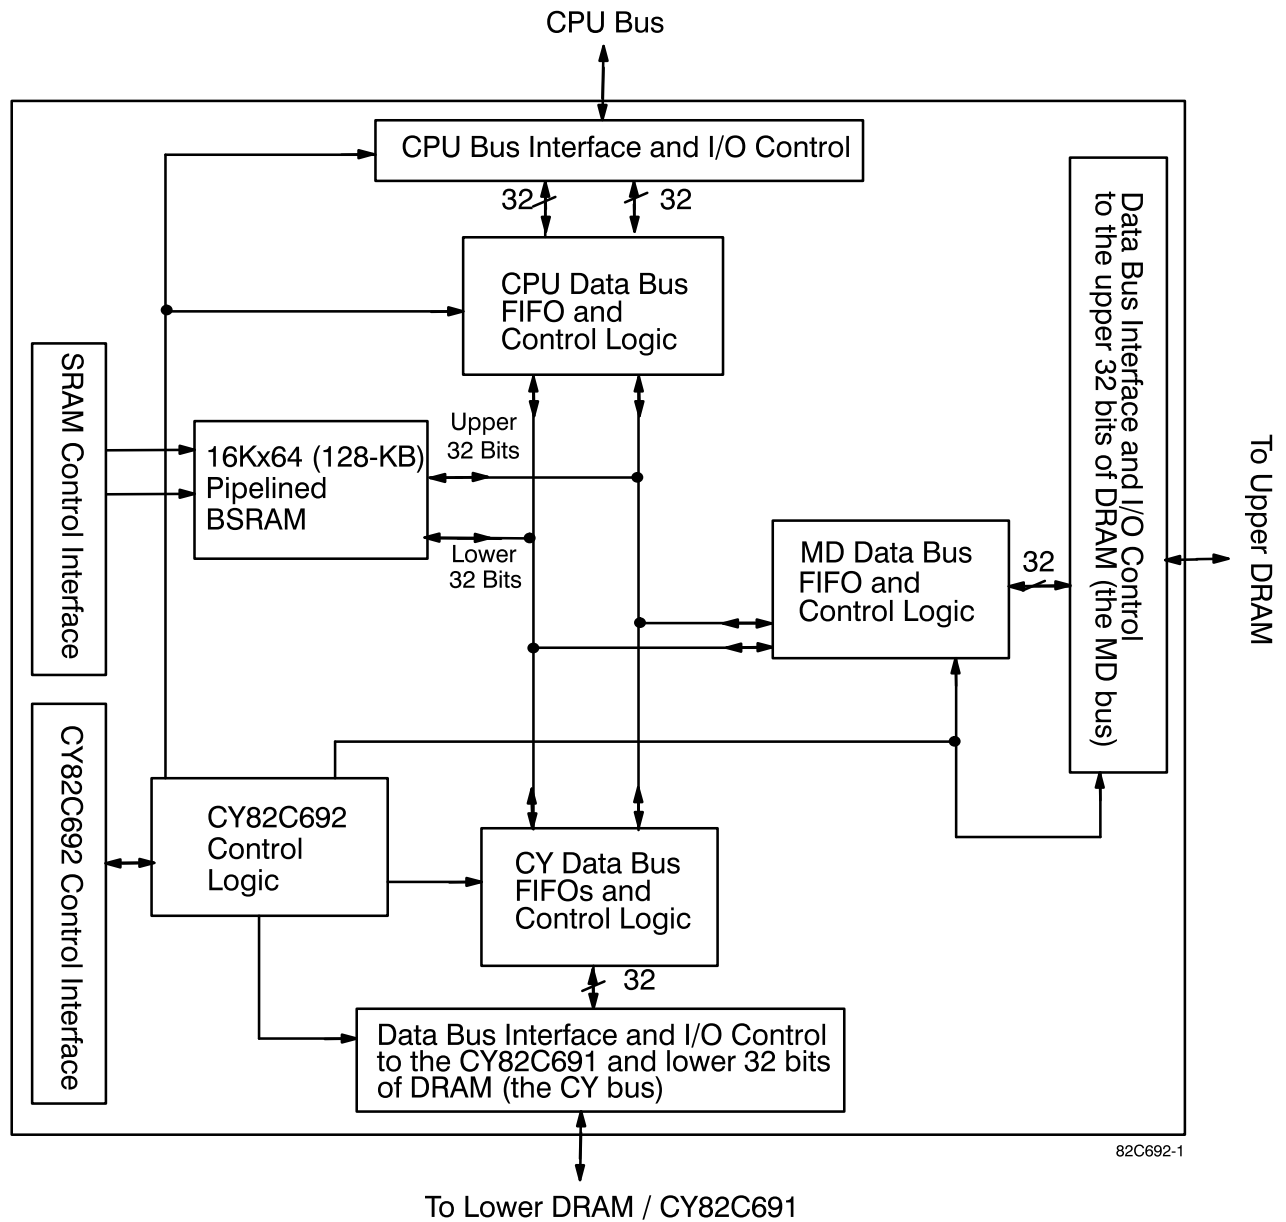 CPU Bus
CPU Bus Interface and I/O Control
32
32
CPU Data Bus
FIFO and
Control Logic
Data Bus Interface and I/O Control
to the upper 32 bits of DRAM (the MD bus)
SRAM Control Interface
Upper
32 Bits
16Kx64 (128-KB)
Pipelined
BSRAM
Lower
32 Bits
MD Data Bus
FIFO and
Control Logic
32
To Upper DRAM
CY82C692 Control Interface
CY82C692
Control
Logic
CY Data Bus
FIFOs and
Control Logic
32
Data Bus Interface and I/O Control
to the CY82C691 and lower 32 bits
of DRAM (the CY bus)
82C692-1
To Lower DRAM / CY82C691